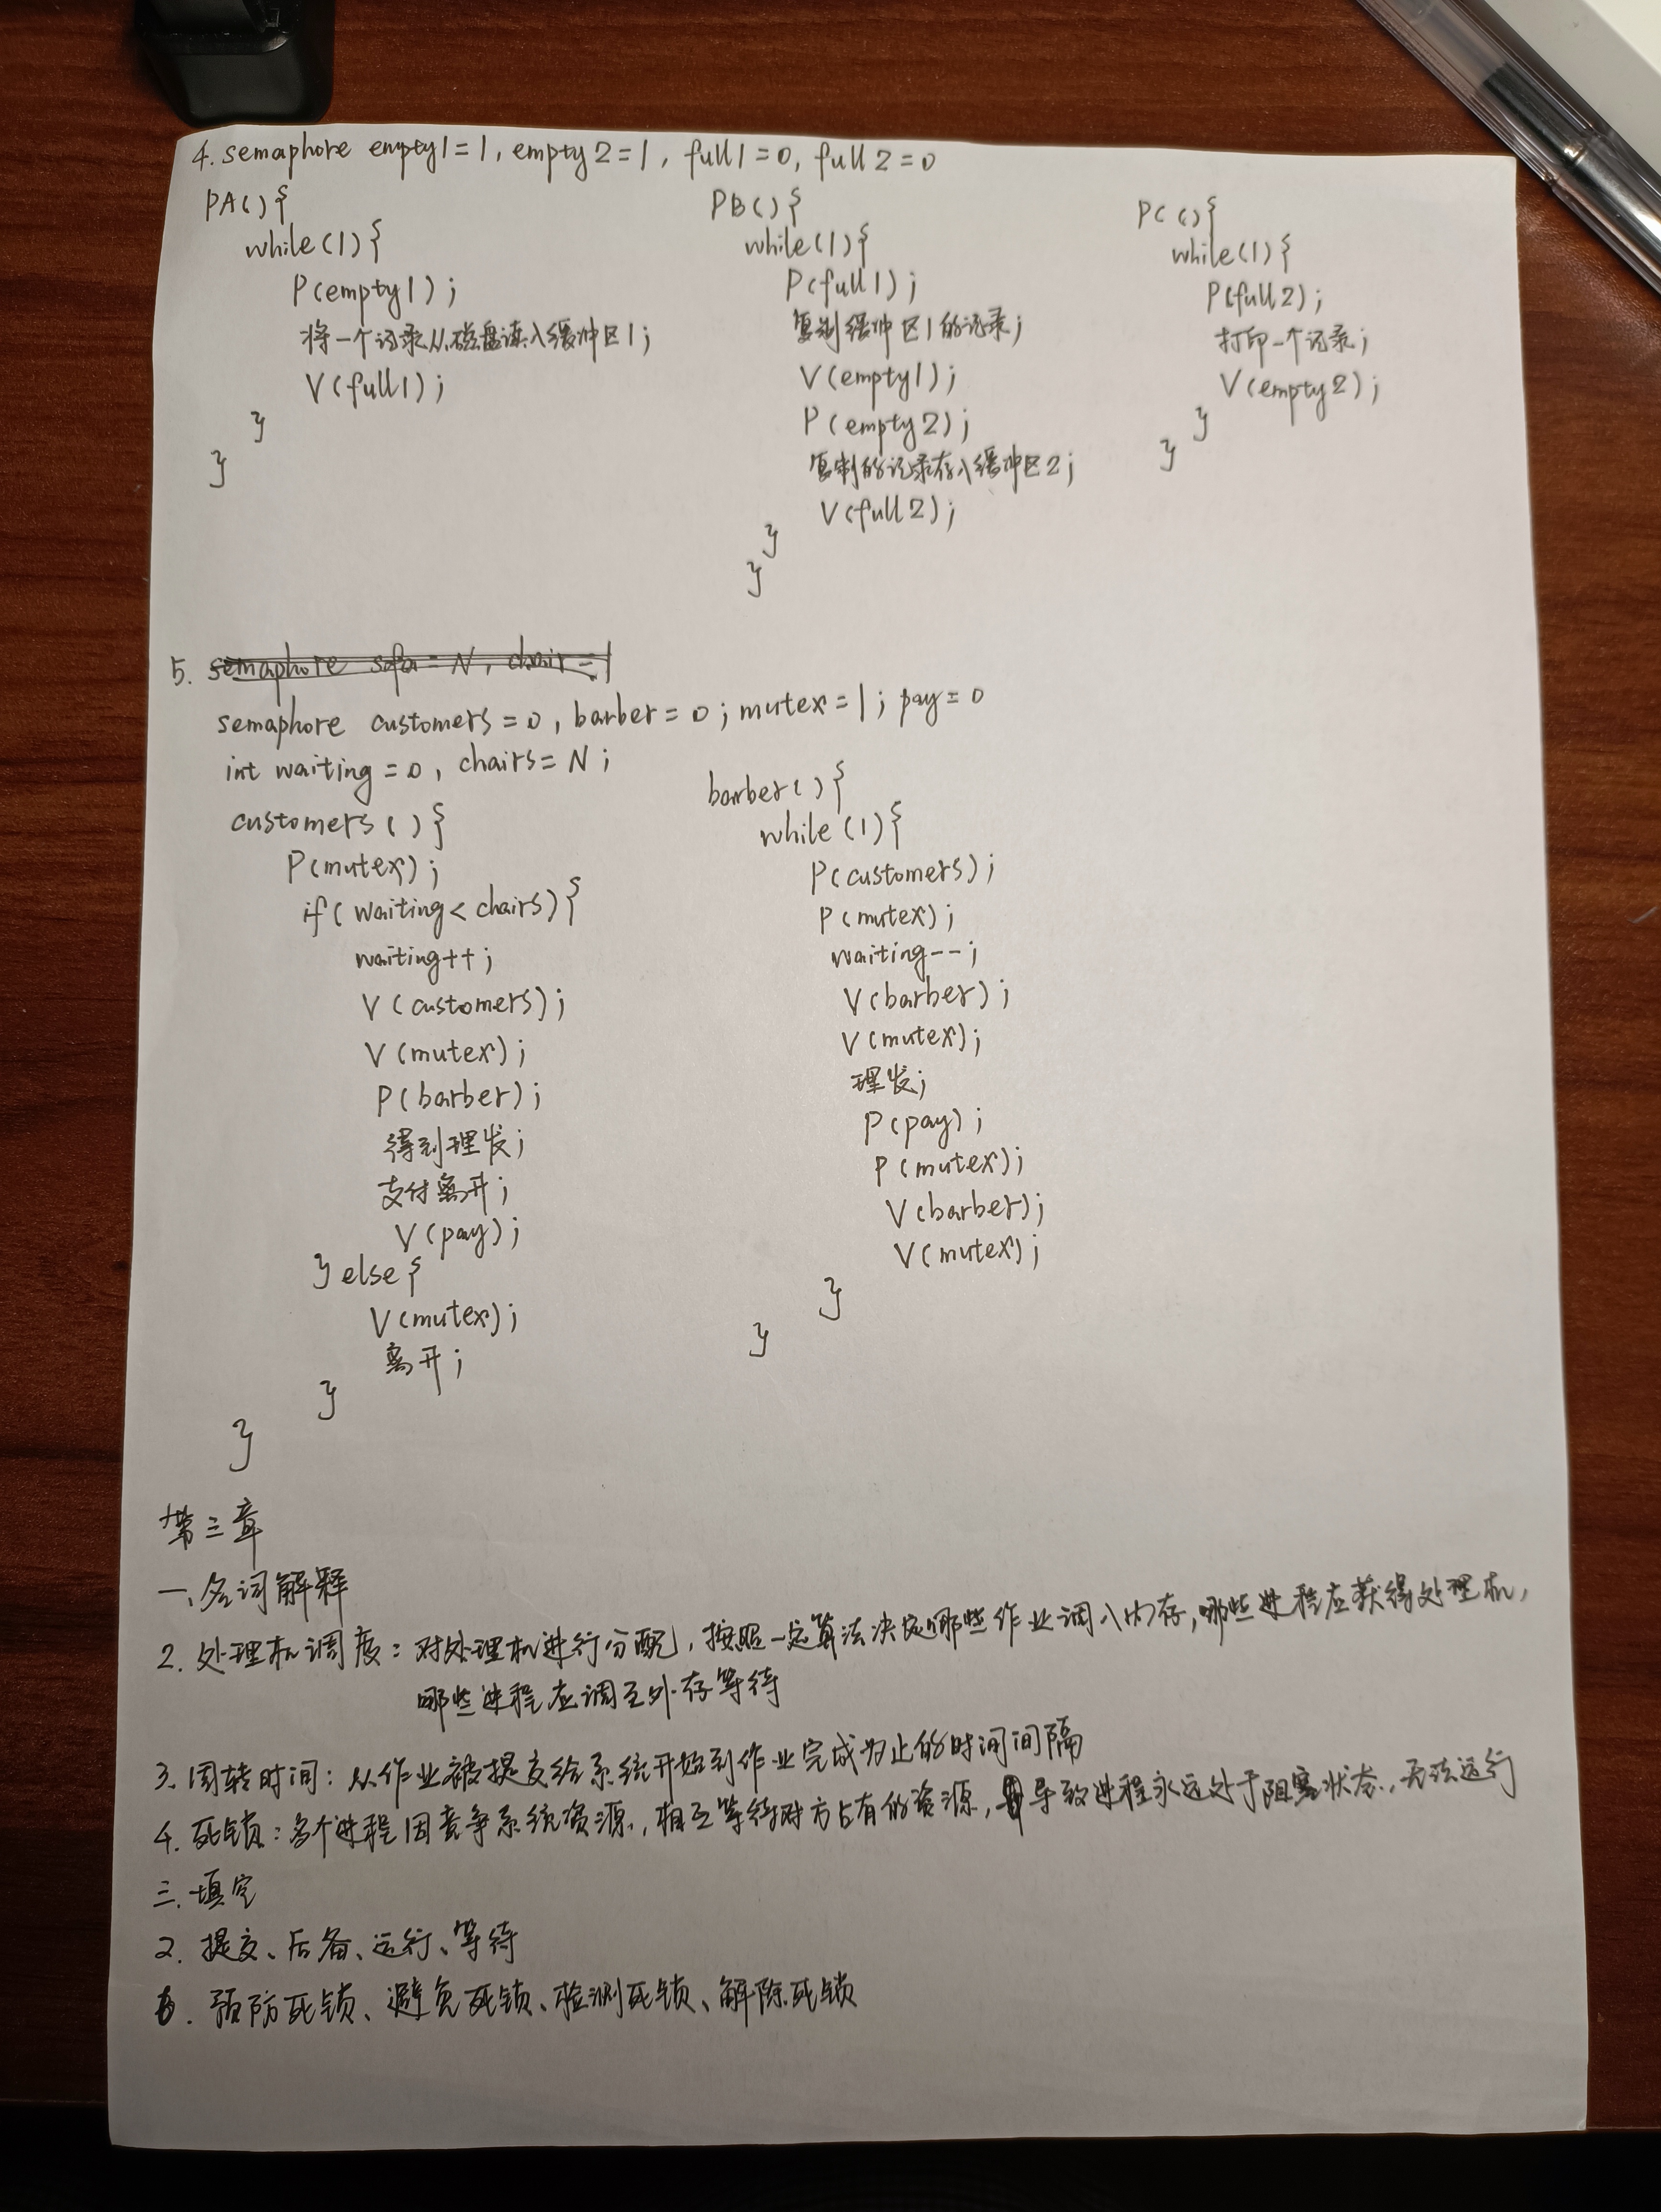 4. semaphore empty1=1, empty2=1, full1=0, full2=0
PA(){
while(1){
P(empty1);
将一个记录从磁盘读入缓冲区1;
V(full1);
}
}
PB(){
while(1){
P(full1);
复制缓冲区1的记录;
V(empty1);
P(empty2);
复制的记录存入缓冲区2;
V(full2);
}
}
PC(){
while(1){
P(full2);
打印一个记录;
V(empty2);
}
}
5. semaphore sofa=N, chair=1
semaphore customers=0, barber=0; mutex=1; pay=0
int waiting=0, chairs=N;
customers(){
P(mutex);
if(waiting<chairs){
waiting++;
V(customers);
V(mutex);
P(barber);
得到理发;
支付离开;
V(pay);
}else{
V(mutex);
离开;
}
}
barber(){
while(1){
P(customers);
P(mutex);
waiting--;
V(barber);
V(mutex);
理发;
P(pay);
P(mutex);
V(barber);
V(mutex);
}
}
第三章
一、名词解释
2. 处理机调度：对处理机进行分配，按照一定算法决定哪些作业调入内存，哪些进程应获得处理机，
哪些进程应调至外存等待
3. 周转时间：从作业被提交给系统开始到作业完成为止的时间间隔
4. 死锁：多个进程因竞争系统资源，相互等待对方占有的资源，导致进程永远处于阻塞状态，无法运行
三、填空
2. 提交、后备、运行、等待
6. 预防死锁、避免死锁、检测死锁、解除死锁